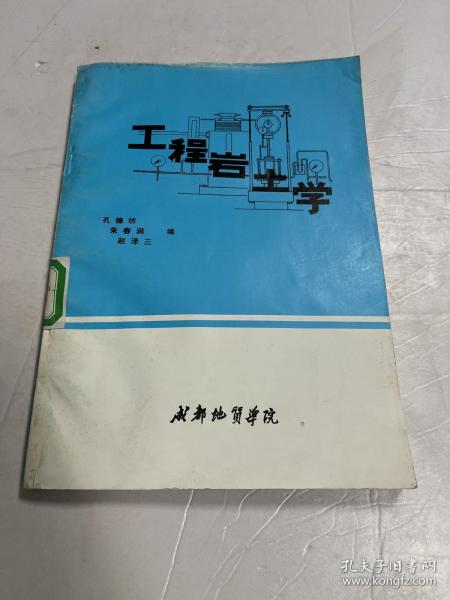 工程岩土学
孔德坊
朱春润 编
赵泽三
成都地质学院
孔夫子旧书网
www.kongfz.com